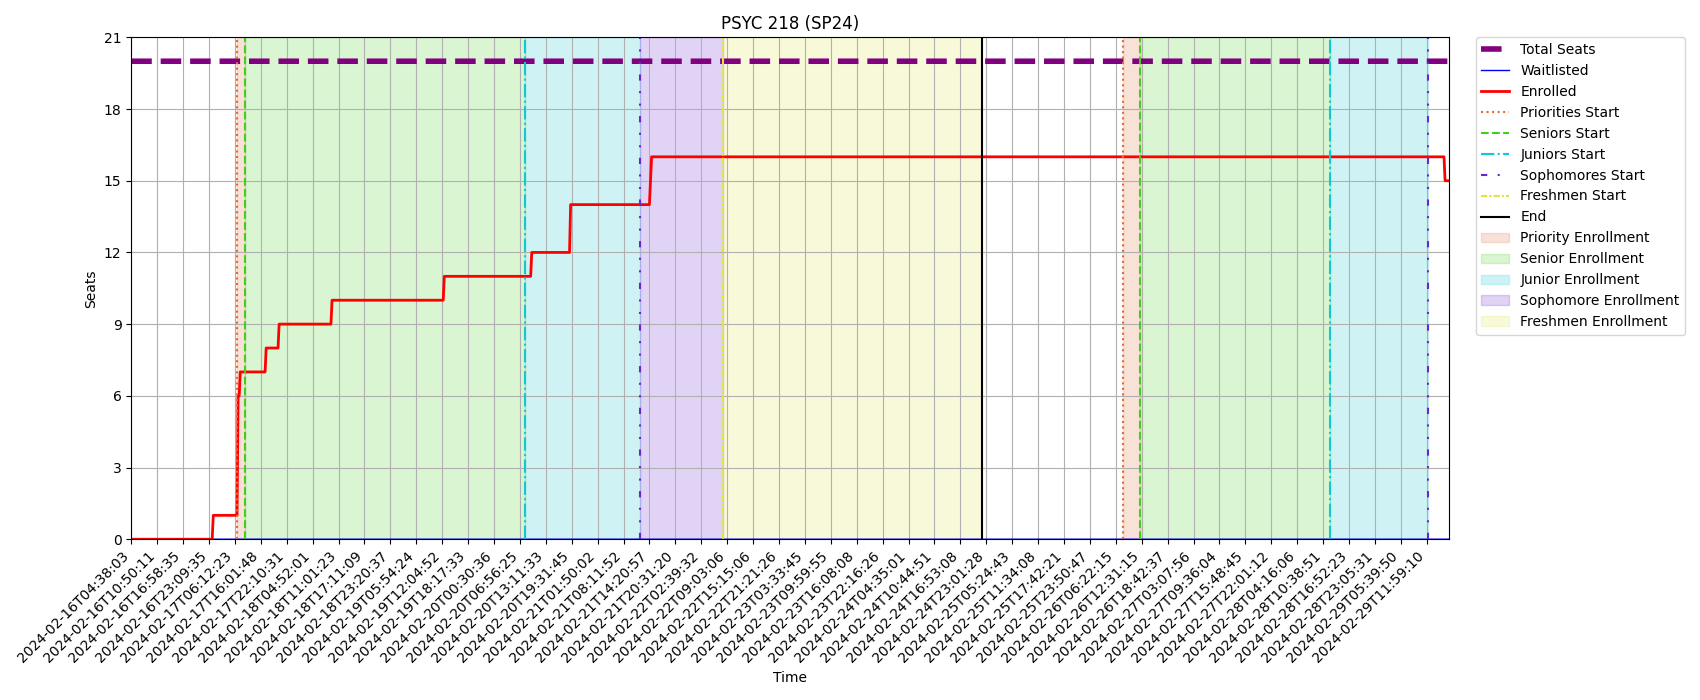 PSYC 218 (SP24)
21
18
15
12
9
6
3
0
Seats
2024-02-16T04:38:03
2024-02-16T10:50:11
2024-02-16T16:58:35
2024-02-16T23:09:35
2024-02-17T06:12:23
2024-02-17T16:01:48
2024-02-17T22:10:31
2024-02-18T04:52:01
2024-02-18T11:01:23
2024-02-18T17:11:09
2024-02-18T23:20:37
2024-02-19T05:54:24
2024-02-19T12:04:52
2024-02-19T18:17:33
2024-02-20T00:30:36
2024-02-20T06:56:25
2024-02-20T13:11:33
2024-02-20T19:31:45
2024-02-21T01:50:02
2024-02-21T08:11:52
2024-02-21T14:20:57
2024-02-21T20:31:20
2024-02-22T02:39:32
2024-02-22T09:03:06
2024-02-22T15:15:06
2024-02-22T21:21:26
2024-02-23T03:33:45
2024-02-23T09:59:55
2024-02-23T16:08:08
2024-02-23T22:16:26
2024-02-24T04:35:01
2024-02-24T10:44:51
2024-02-24T16:53:08
2024-02-24T23:01:28
2024-02-25T05:24:43
2024-02-25T11:34:08
2024-02-25T17:42:21
2024-02-25T23:50:47
2024-02-26T06:22:15
2024-02-26T12:31:15
2024-02-26T18:42:37
2024-02-27T03:07:56
2024-02-27T09:36:04
2024-02-27T15:48:45
2024-02-27T22:01:12
2024-02-28T04:16:06
2024-02-28T10:38:51
2024-02-28T16:52:23
2024-02-28T23:05:31
2024-02-29T05:39:50
2024-02-29T11:59:10
Time
Total Seats
Waitlisted
Enrolled
Priorities Start
Seniors Start
Juniors Start
Sophomores Start
Freshmen Start
End
Priority Enrollment
Senior Enrollment
Junior Enrollment
Sophomore Enrollment
Freshmen Enrollment